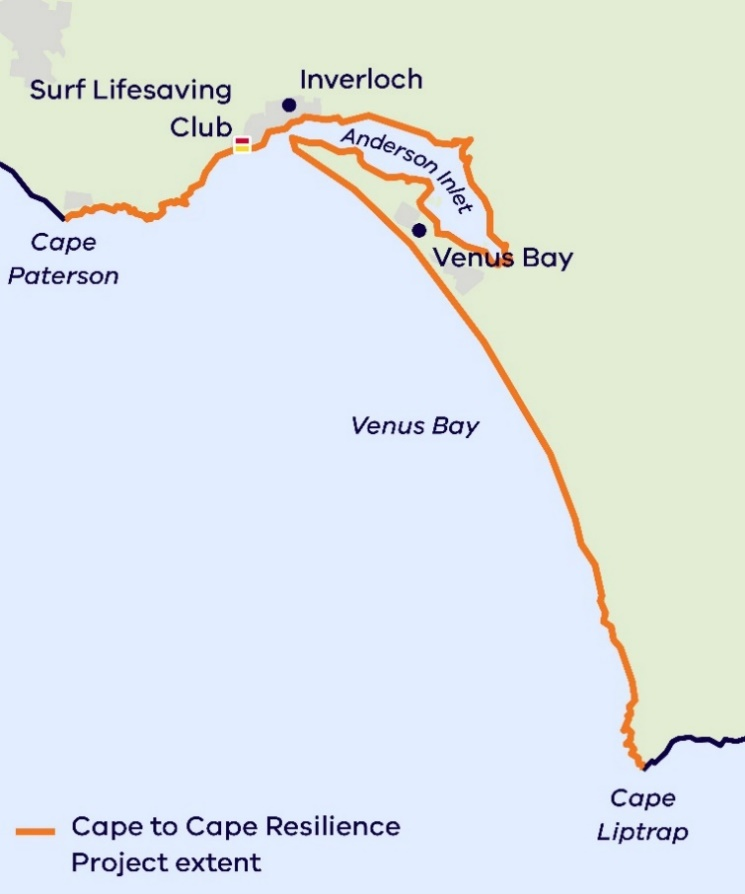 Inverloch
Surf Lifesaving
Club
Anderson Inlet
Cape
Paterson
Venus Bay
Venus Bay
Cape
Liptrap
Cape to Cape Resilience
Project extent